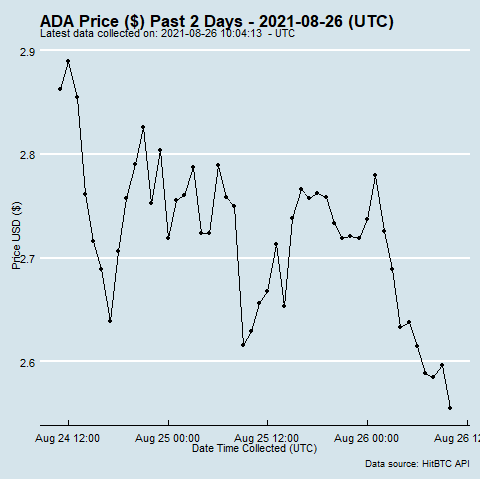 ADA Price ($) Past 2 Days - 2021-08-26 (UTC)
Latest data collected on: 2021-08-26 10:04:13 - UTC
2.9
2.8
2.7
2.6
Price USD ($)
Aug 24 12:00
Aug 25 00:00
Aug 25 12:00
Aug 26 00:00
Aug 26 12
Date Time Collected (UTC)
Data source: HitBTC API